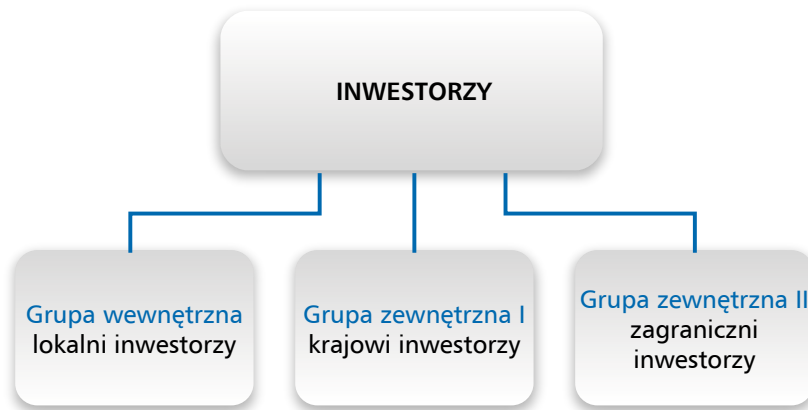 INWESTORZY
Grupa wewnętrzna
lokalni inwestorzy
Grupa zewnętrzna I
krajowi inwestorzy
Grupa zewnętrzna II
zagraniczni
inwestorzy